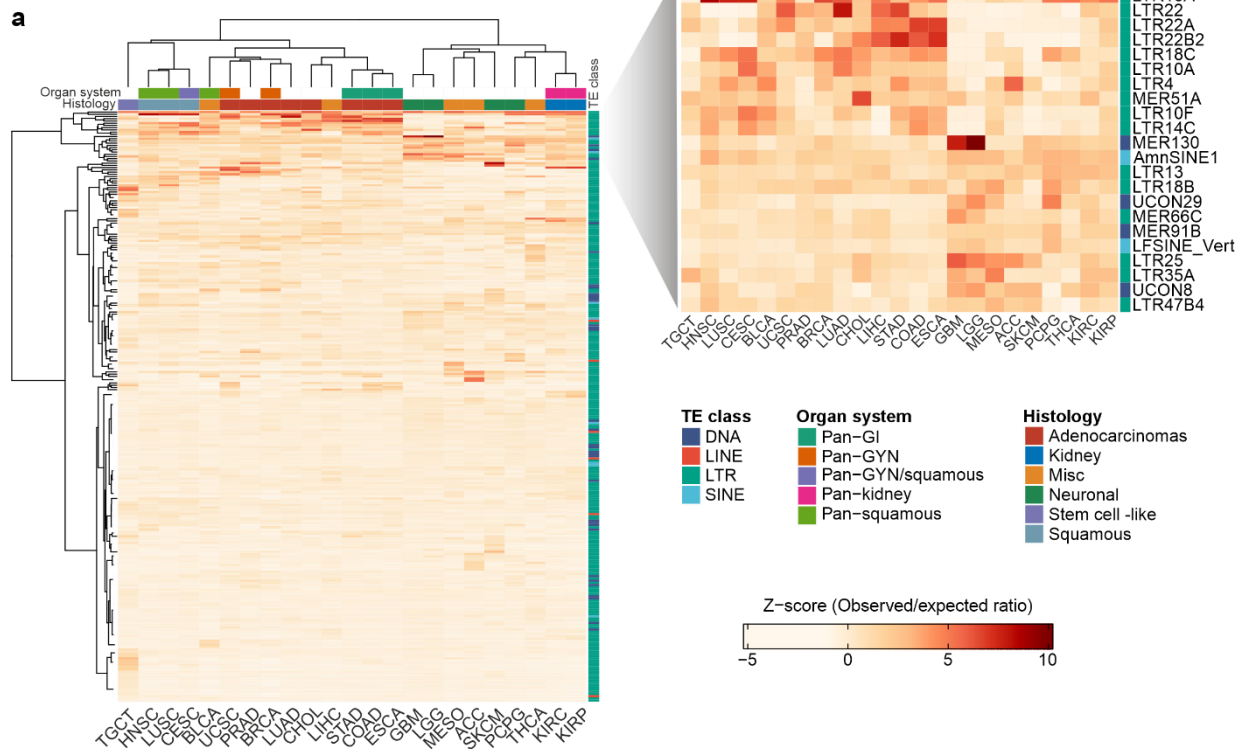 a
LTR22
LTR22A
LTR22B2
LTR18C
LTR10A
LTR4
MER51A
LTR10F
LTR14C
MER130
AmnSINE1
LTR13
LTR18B
UCON29
MER66C
MER91B
LFSINE_Vert
LTR25
LTR35A
UCON8
LTR47B4
TGCT
HNSC
LUSC
CESC
BLCA
UCSC
PRAD
BRCA
LUAD
CHOL
LIHC
STAD
COAD
ESCA
GBM
LGG
MESO
ACC
SKCM
PCPG
THCA
KIRC
KIRP
Organ system
Histology
TE class
TGCT
HNSC
LUSC
CESC
BLCA
UCSC
PRAD
BRCA
LUAD
CHOL
LIHC
STAD
COAD
ESCA
GBM
LGG
MESO
ACC
SKCM
PCPG
THCA
KIRC
KIRP
TE class
DNA
LINE
LTR
SINE
Organ system
Pan−GI
Pan−GYN
Pan−GYN/squamous
Pan−kidney
Pan−squamous
Histology
Adenocarcinomas
Kidney
Misc
Neuronal
Stem cell -like
Squamous
Z−score (Observed/expected ratio)
−5 0 5 10